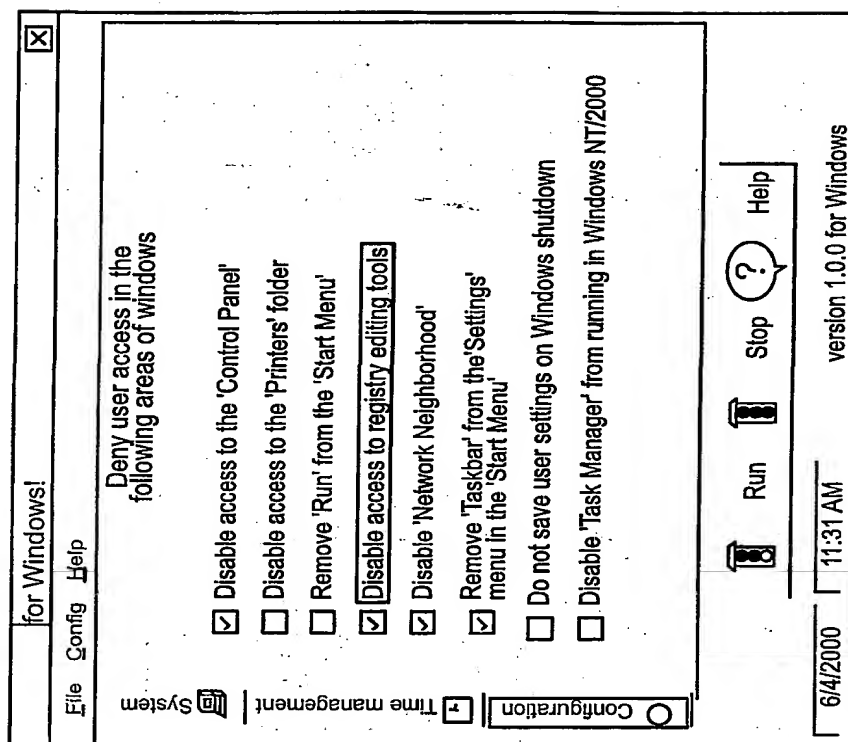 for Windows!
File Config Help
Deny user access in the
following areas of windows
System
Time management
Configuration
Disable access to the 'Control Panel'
Disable access to the 'Printers' folder
Remove 'Run' from the 'Start Menu'
Disable access to registry editing tools
Disable 'Network Neighborhood'
Remove 'Taskbar' from the'Settings'
menu in the 'Start Menu'
Do not save user settings on Windows shutdown
Disable 'Task Manager' from running in Windows NT/2000
Run Stop ? Help
6/4/2000 11:31 AM version 1.0.0 for Windows